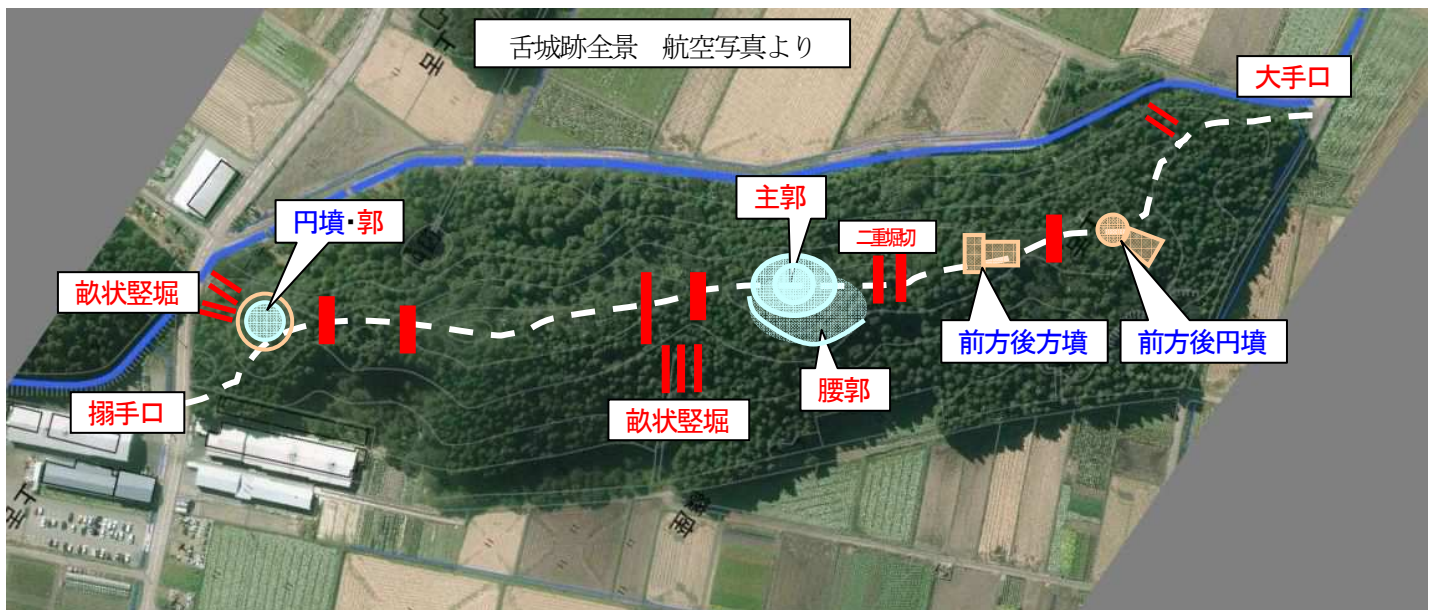 舌城跡全景 航空写真より
大手口
主郭
円墳・郭
二重堀切
畝状竪堀
前方後方墳
前方後円墳
腰郭
搦手口
畝状竪堀